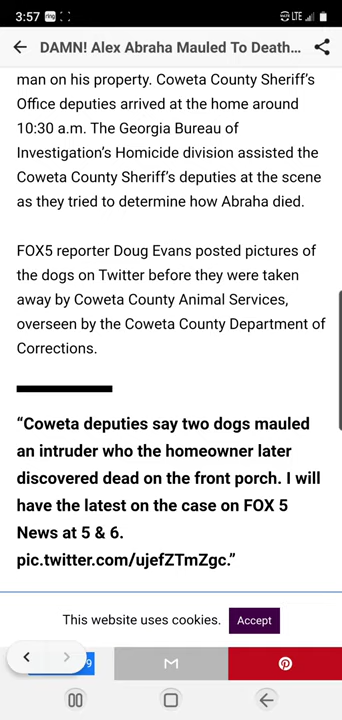 3:57 ring LTE
DAMN! Alex Abraha Mauled To Death...
man on his property. Coweta County Sheriff's
Office deputies arrived at the home around
10:30 a.m. The Georgia Bureau of
Investigation's Homicide division assisted the
Coweta County Sheriff's deputies at the scene
as they tried to determine how Abraha died.
FOX5 reporter Doug Evans posted pictures of
the dogs on Twitter before they were taken
away by Coweta County Animal Services,
overseen by the Coweta County Department of
Corrections.
“Coweta deputies say two dogs mauled
an intruder who the homeowner later
discovered dead on the front porch. I will
have the latest on the case on FOX 5
News at 5 & 6.
pic.twitter.com/ujefZTmZgc.”
This website uses cookies. Accept
9